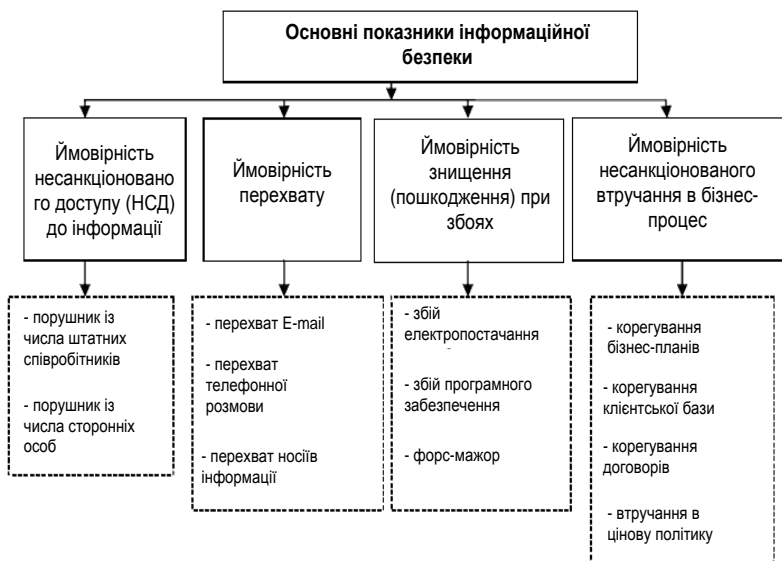 Основні показники інформаційної
безпеки
Ймовірність
несанкціоновано
го доступу (НСД)
до інформації
Ймовірність
перехвату
Ймовірність
знищення
(пошкодження) при
збоях
Ймовірність
несанкціонованого
втручання в бізнес-
процес
- порушник із
числа штатних
співробітників
- порушник із
числа сторонніх
особ
- перехват E-mail
- перехват
телефонної
розмови
- перехват носіїв
інформації
- збій
електропостачання
- збій програмного
забезпечення
- форс-мажор
- корегування
бізнес-планів
- корегування
клієнтської бази
- корегування
договорів
- втручання в
цінову політику